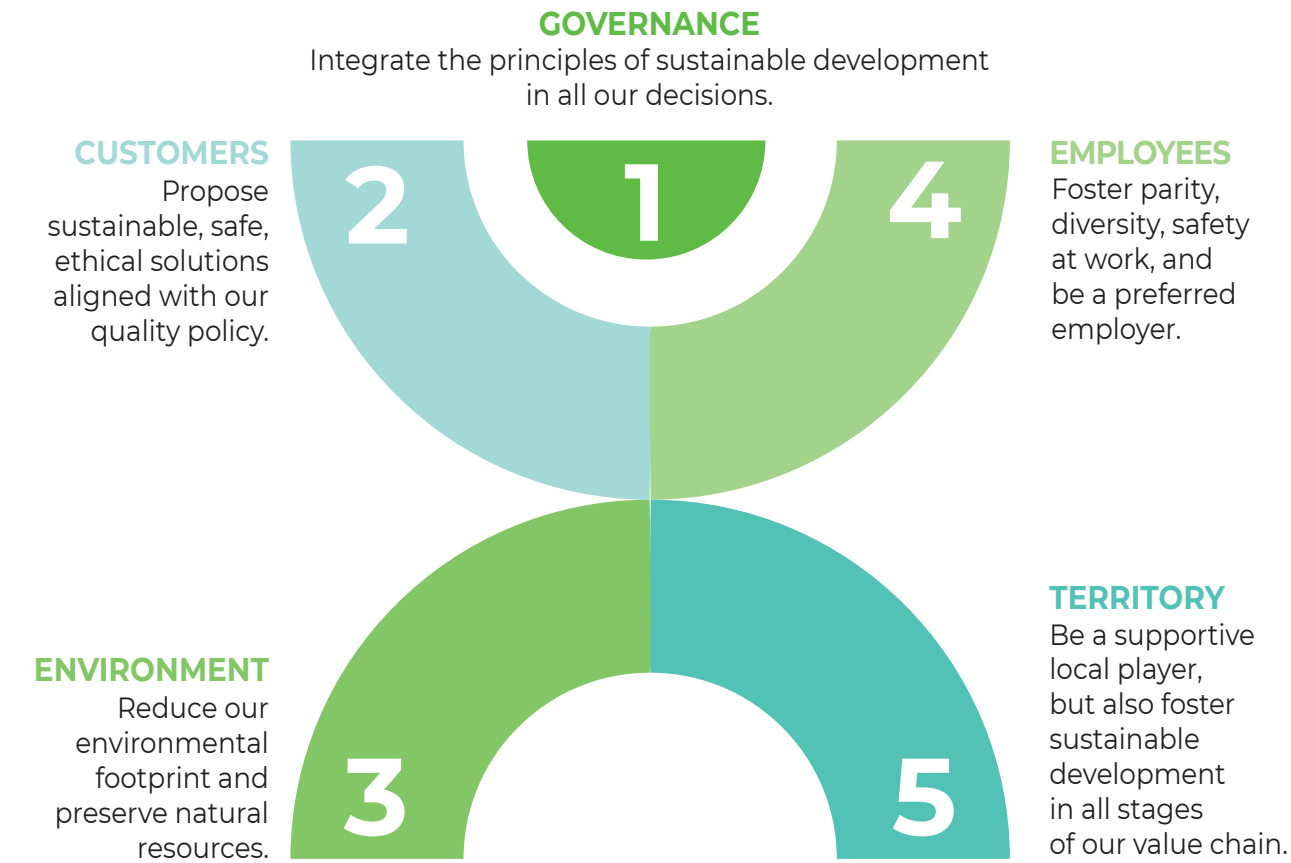 GOVERNANCE
Integrate the principles of sustainable development
in all our decisions.
1
CUSTOMERS
Propose
sustainable, safe,
ethical solutions
aligned with our
quality policy.
2
ENVIRONMENT
Reduce our
environmental
footprint and
preserve natural
resources.
3
EMPLOYEES
Foster parity,
diversity, safety
at work, and
be a preferred
employer.
4
TERRITORY
Be a supportive
local player,
but also foster
sustainable
development
in all stages
of our value chain.
5